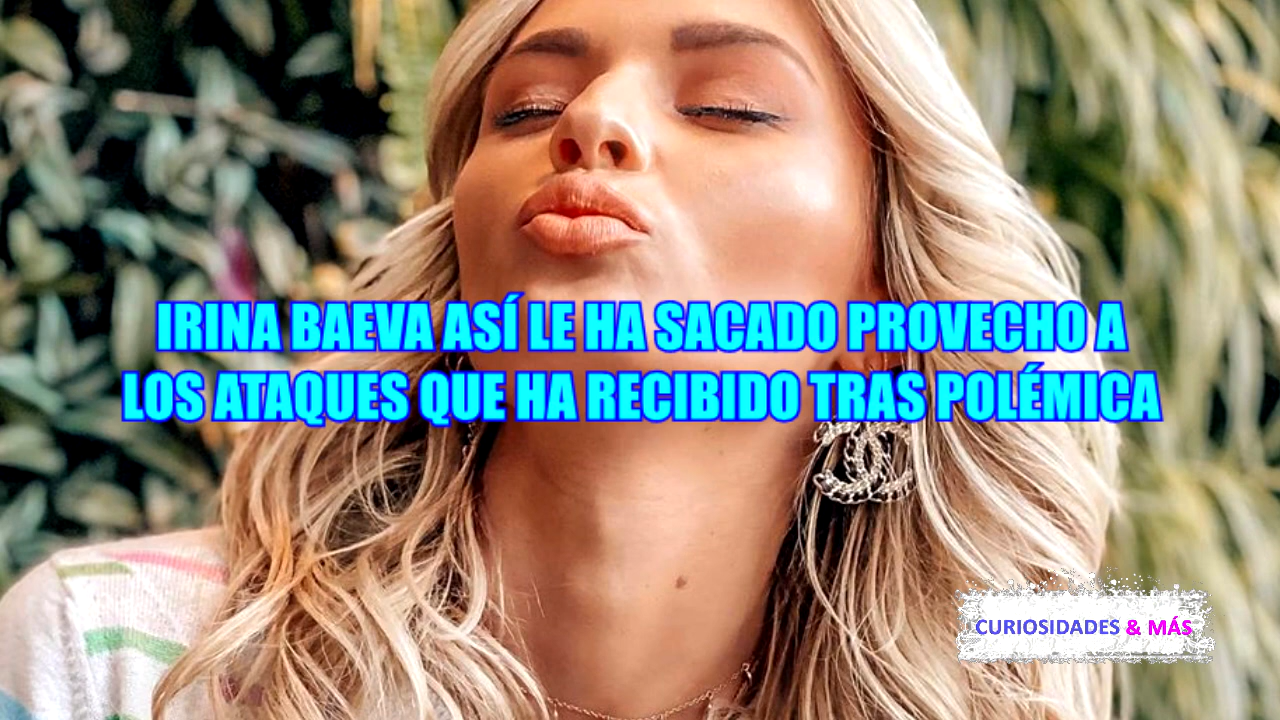 IRINA BAEVA ASÍ LE HA SACADO PROVECHO A
LOS ATAQUES QUE HA RECIBIDO TRAS POLÉMICA
CURIOSIDADES & MÁS